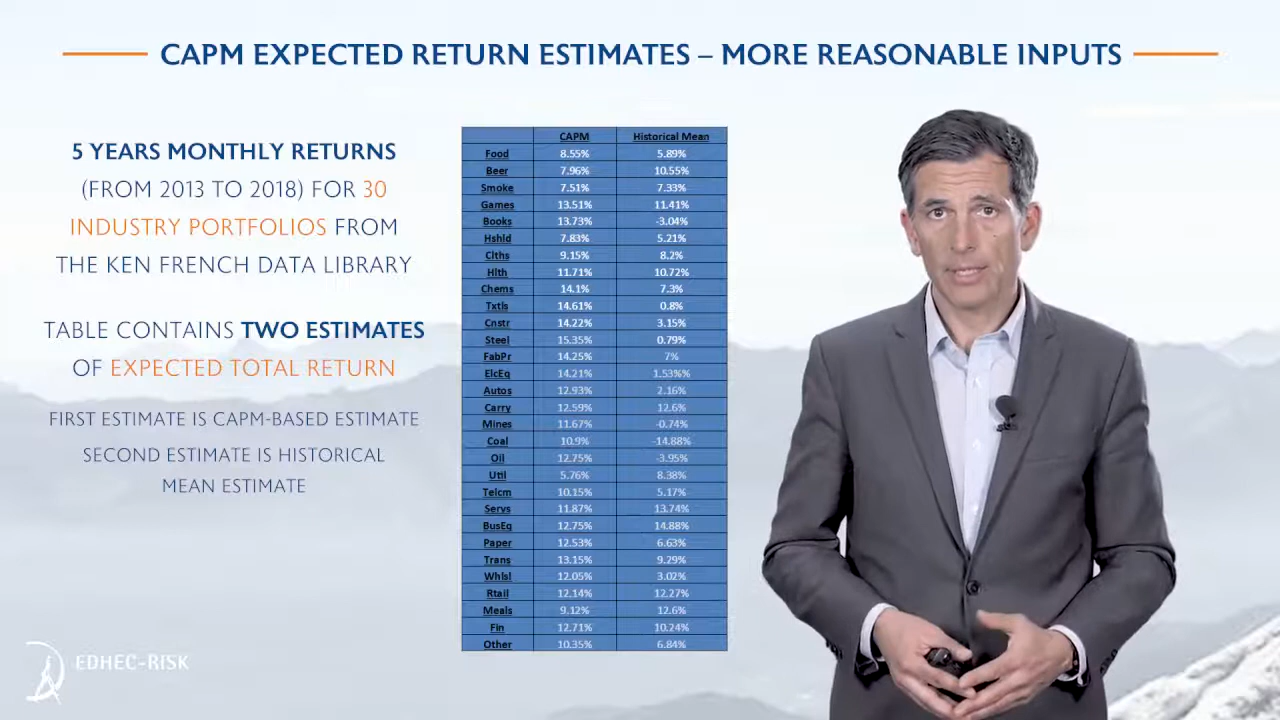 CAPM EXPECTED RETURN ESTIMATES – MORE REASONABLE INPUTS
5 YEARS MONTHLY RETURNS
(FROM 2013 TO 2018) FOR 30
INDUSTRY PORTFOLIOS FROM
THE KEN FRENCH DATA LIBRARY
TABLE CONTAINS TWO ESTIMATES
OF EXPECTED TOTAL RETURN
FIRST ESTIMATE IS CAPM-BASED ESTIMATE
SECOND ESTIMATE IS HISTORICAL
MEAN ESTIMATE
CAPM Historical Mean
Food 8.55% 5.89%
Beer 7.96% 10.55%
Smoke 7.51% 7.33%
Games 13.51% 11.41%
Books 13.73% -3.04%
Hshld 7.83% 5.21%
Clths 9.15% 8.2%
Hlth 11.71% 10.72%
Chems 14.1% 7.3%
Txtls 14.61% 0.8%
Cnstr 14.22% 3.15%
Steel 15.35% 0.79%
FabPr 14.25% 7%
ElcEq 14.21% 1.53%%
Autos 12.93% 2.16%
Carry 12.59% 12.6%
Mines 11.67% -0.74%
Coal 10.9% -14.88%
Oil 12.75% -3.95%
Util 5.76% 8.38%
Telcm 10.15% 5.17%
Servs 11.87% 13.74%
BusEq 12.75% 14.88%
Paper 12.53% 6.63%
Trans 13.15% 9.29%
Whlsl 12.05% 3.02%
Rtail 12.14% 12.27%
Meals 9.12% 12.6%
Fin 12.71% 10.24%
Other 10.35% 6.84%
EDHEC-RISK